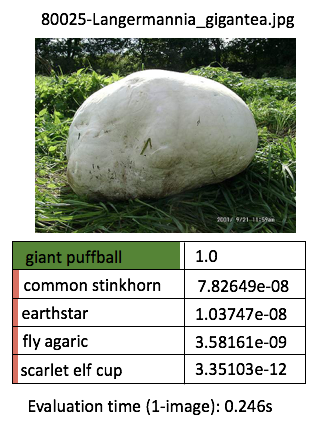 80025-Langermannia_gigantea.jpg
2001/ 9/21 11:59am
giant puffball 1.0
common stinkhorn 7.82649e-08
earthstar 1.03747e-08
fly agaric 3.58161e-09
scarlet elf cup 3.35103e-12
Evaluation time (1-image): 0.246s